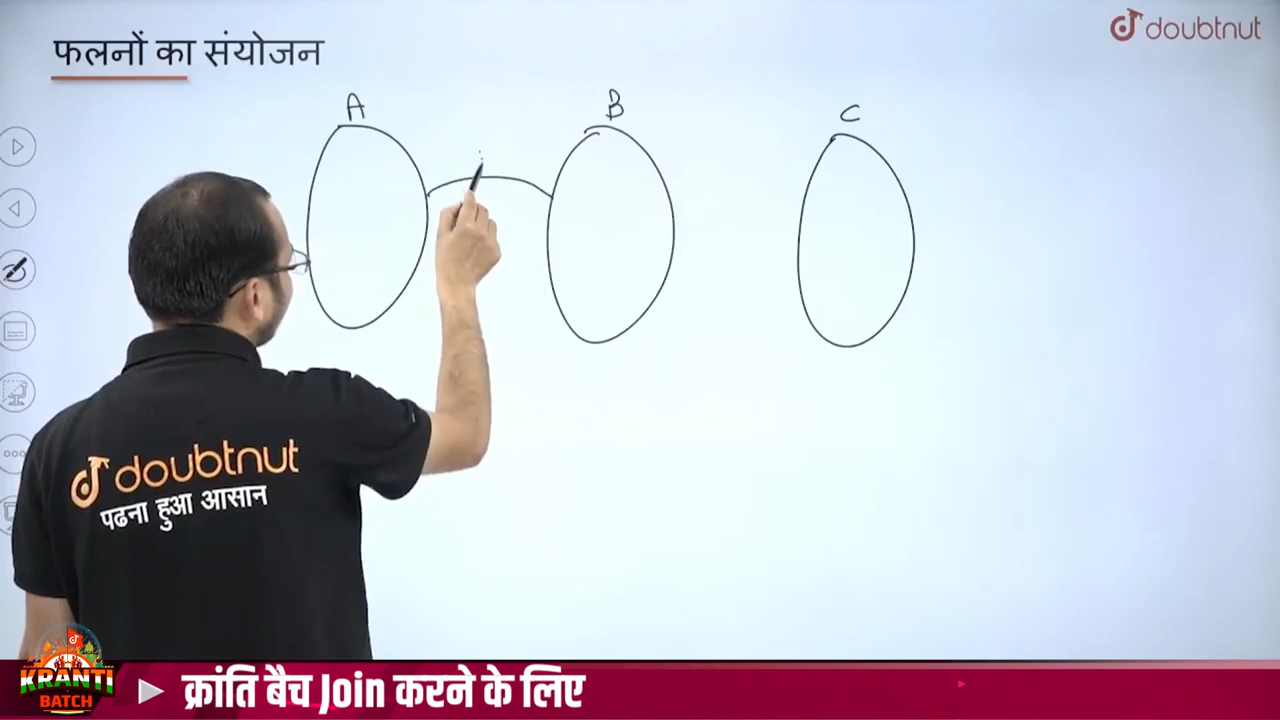 फलनों का संयोजन
doubtnut
A
B
C
doubtnut
पढना हुआ आसान
KRANTI
BATCH
क्रांति बैच Join करने के लिए